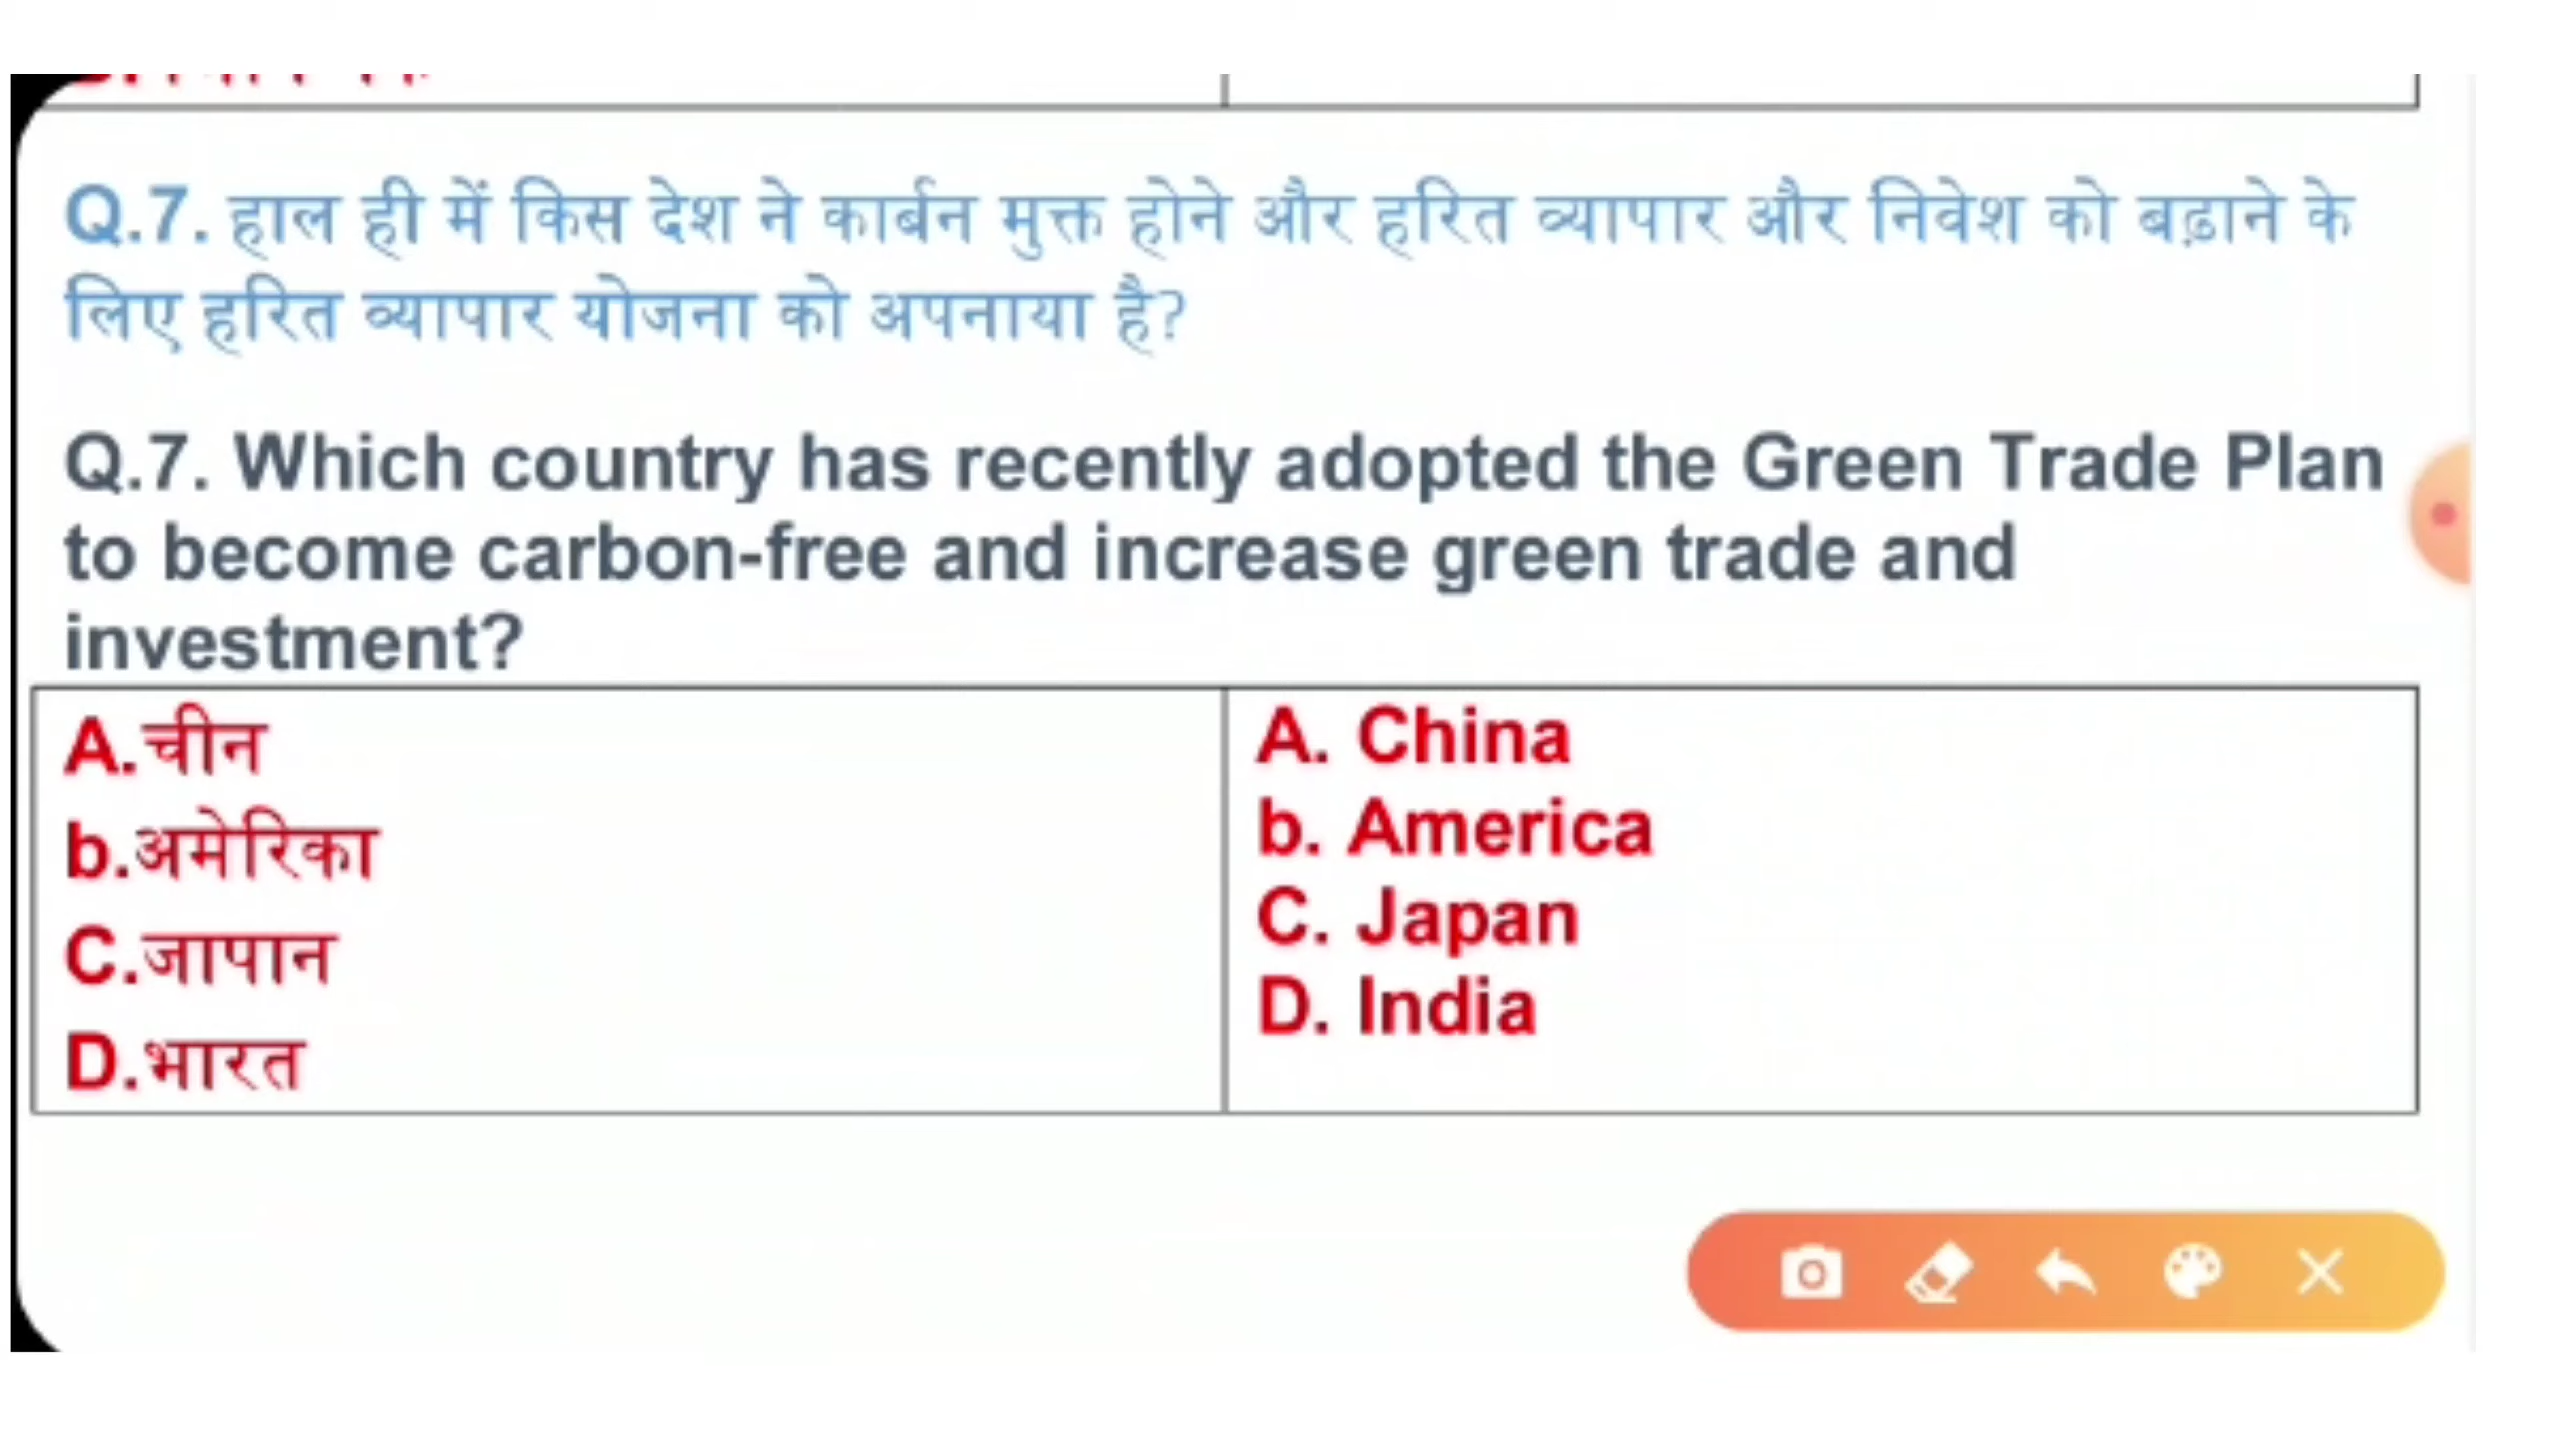 Q.7. हाल ही में किस देश ने कार्बन मुक्त होने और हरित व्यापार और निवेश को बढ़ाने के
लिए हरित व्यापार योजना को अपनाया है?
Q.7. Which country has recently adopted the Green Trade Plan
to become carbon-free and increase green trade and
investment?
A.चीन
b.अमेरिका
C.जापान
D.भारत
A. China
b. America
C. Japan
D. India